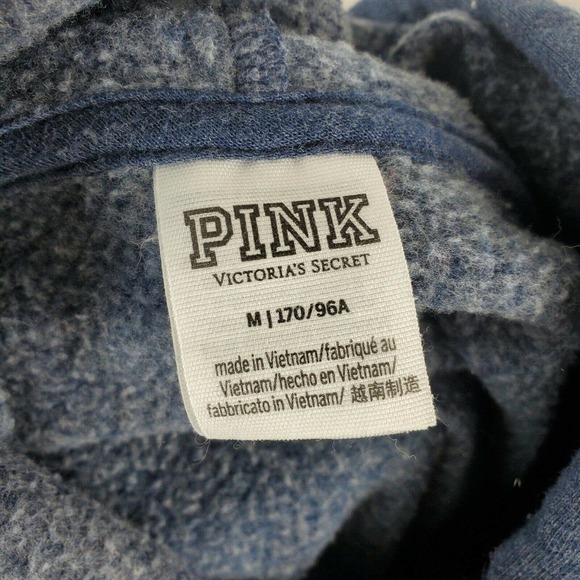 PINK
VICTORIA'S SECRET
M | 170/96A
made in Vietnam/fabriqué au
Vietnam/hecho en Vietnam/
fabbricato in Vietnam/ 越南制造